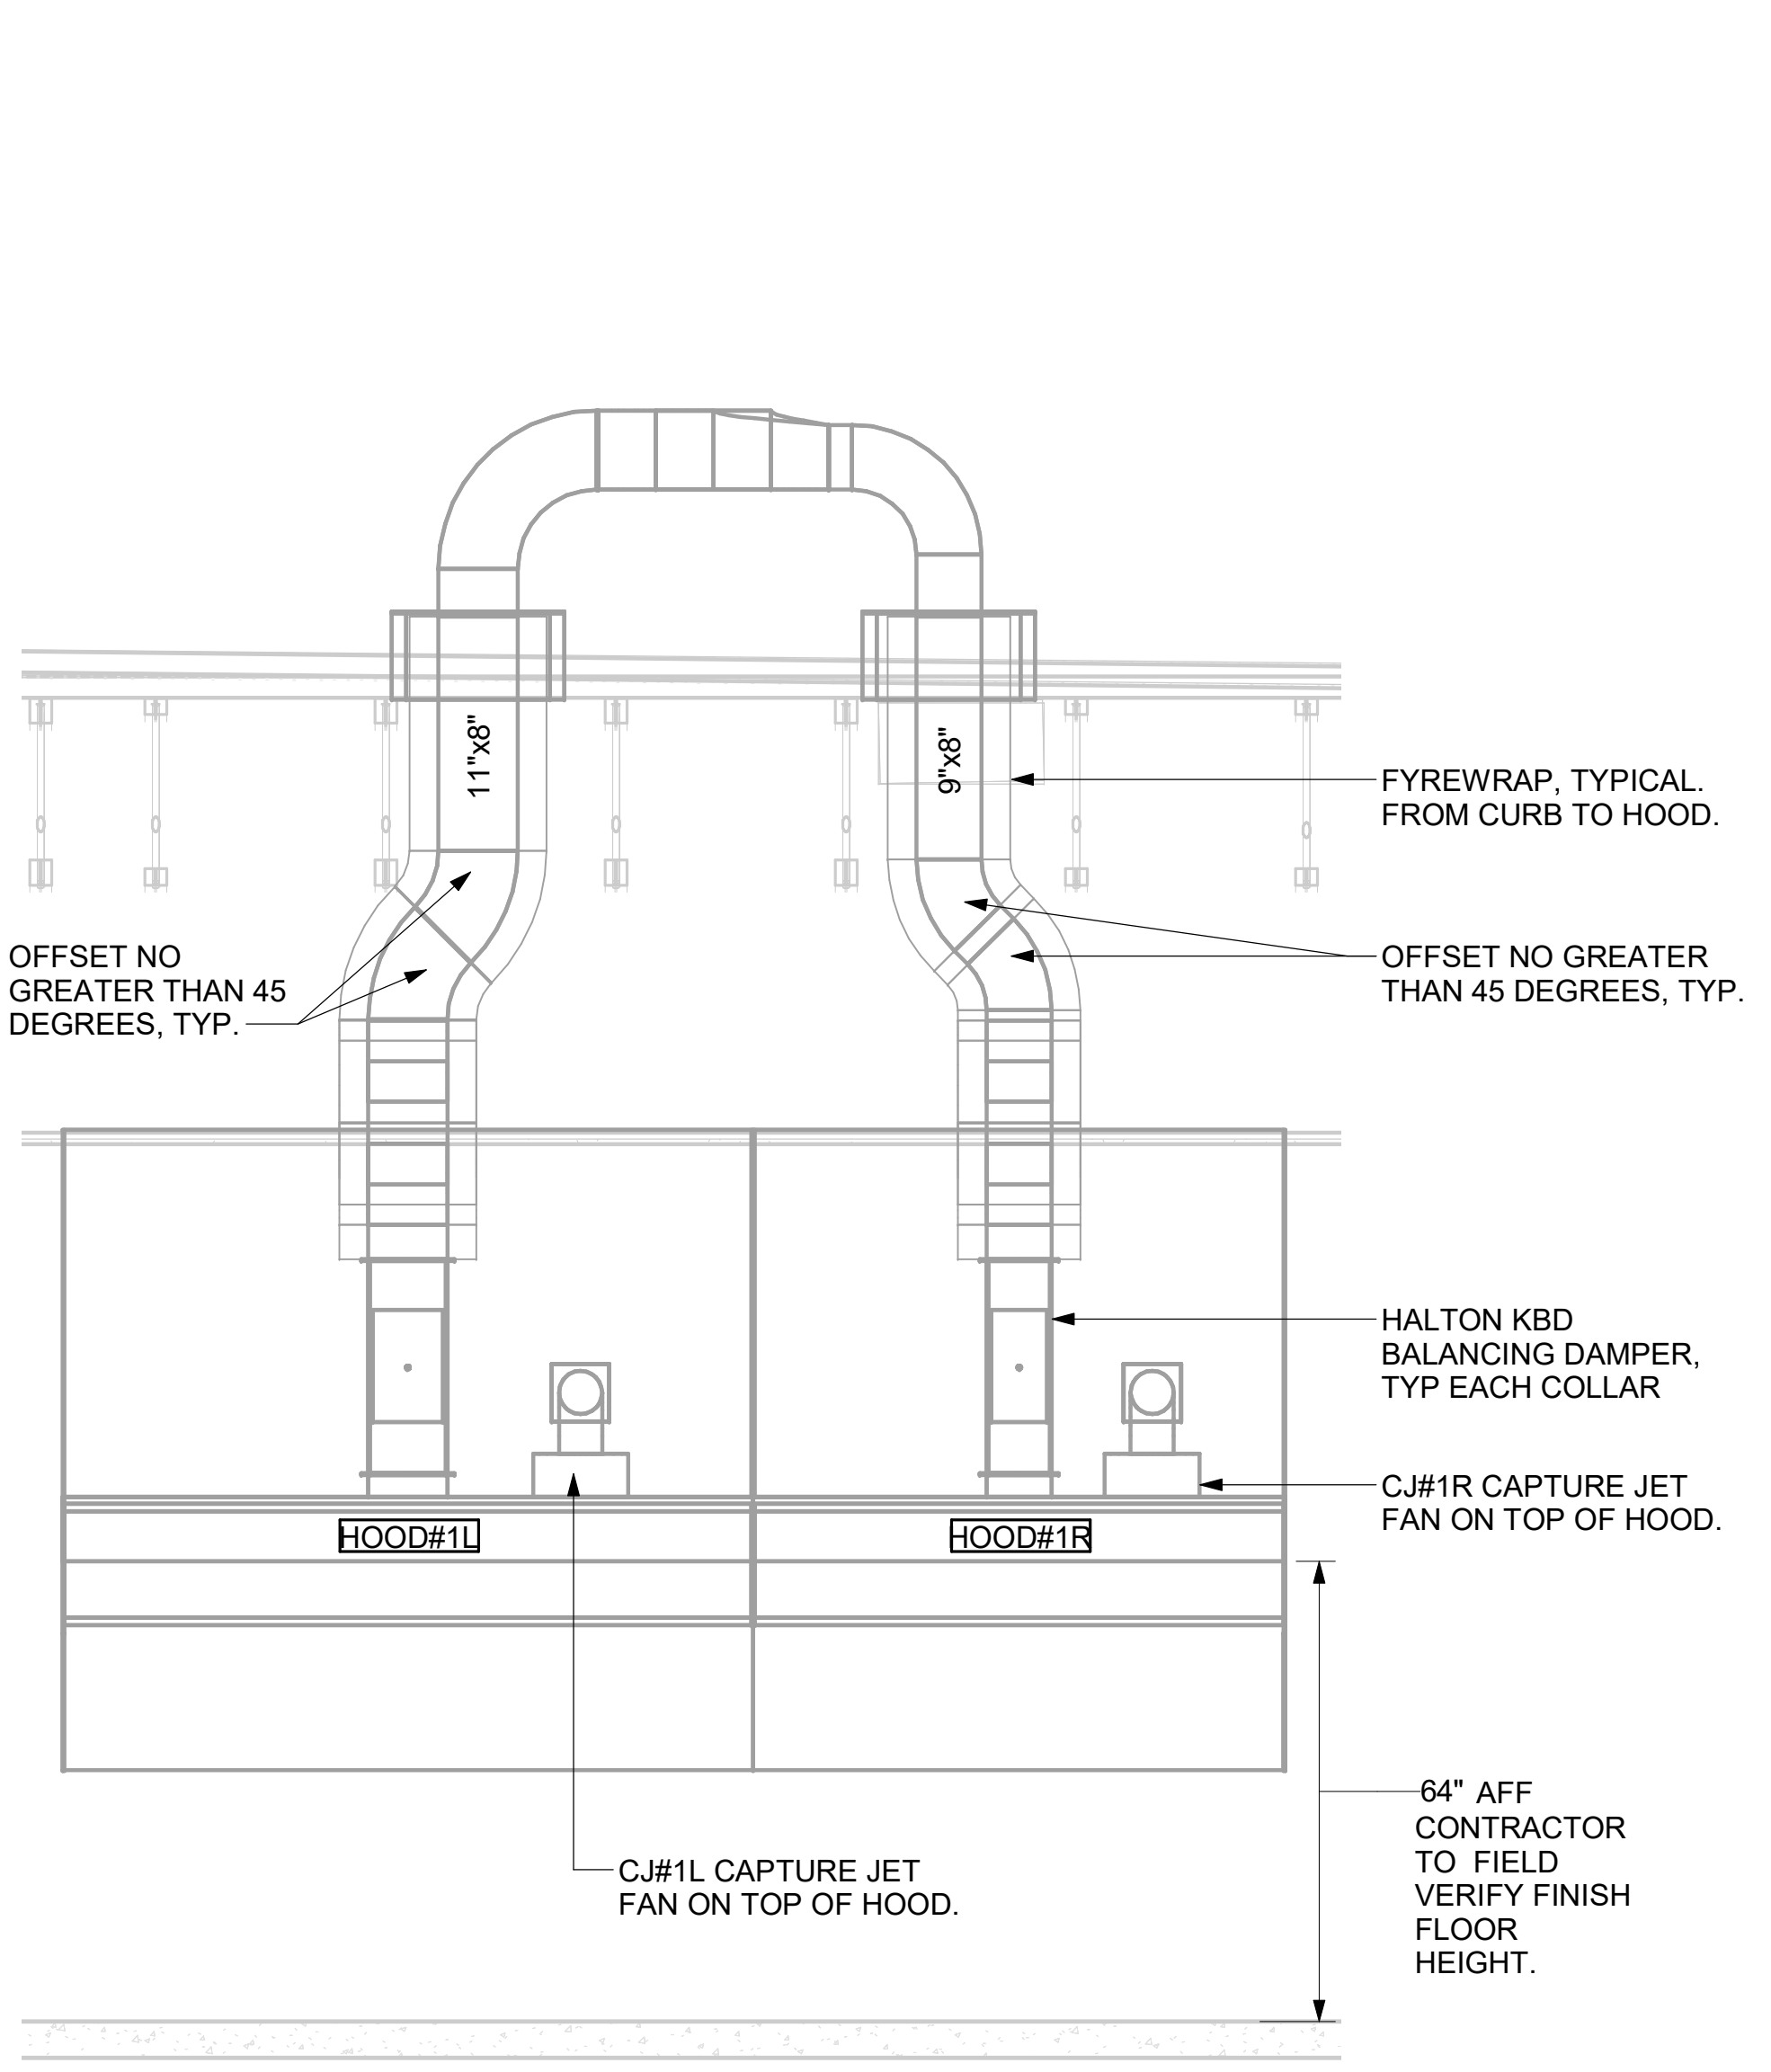 11"x8"
9"x8"
FYREWRAP, TYPICAL.
FROM CURB TO HOOD.
OFFSET NO
GREATER THAN 45
DEGREES, TYP.
OFFSET NO GREATER
THAN 45 DEGREES, TYP.
HALTON KBD
BALANCING DAMPER,
TYP EACH COLLAR
CJ#1R CAPTURE JET
FAN ON TOP OF HOOD.
HOOD#1L
HOOD#1R
64" AFF
CONTRACTOR
TO FIELD
VERIFY FINISH
FLOOR
HEIGHT.
CJ#1L CAPTURE JET
FAN ON TOP OF HOOD.